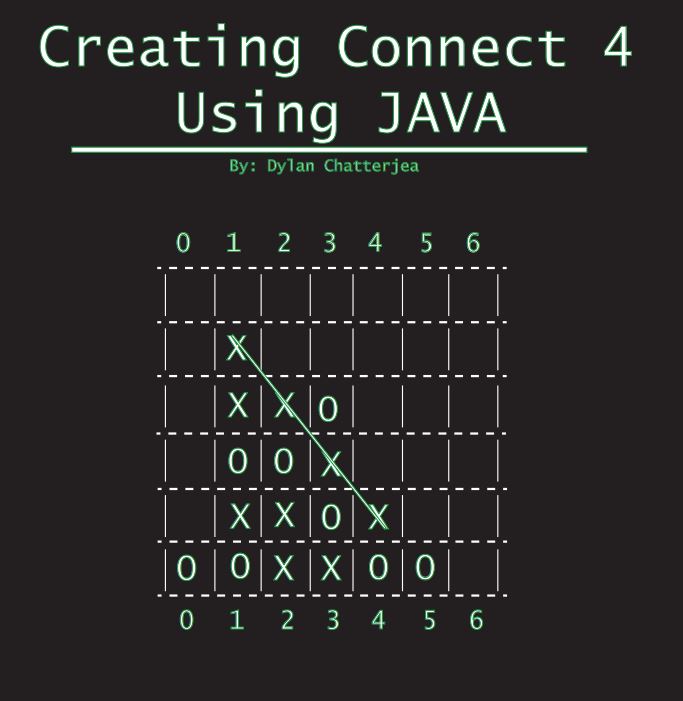 Creating Connect 4
Using JAVA
By: Dylan Chatterjea
0 1 2 3 4 5 6
X
X X O
O O X
X X O X
O O X X O O
0 1 2 3 4 5 6